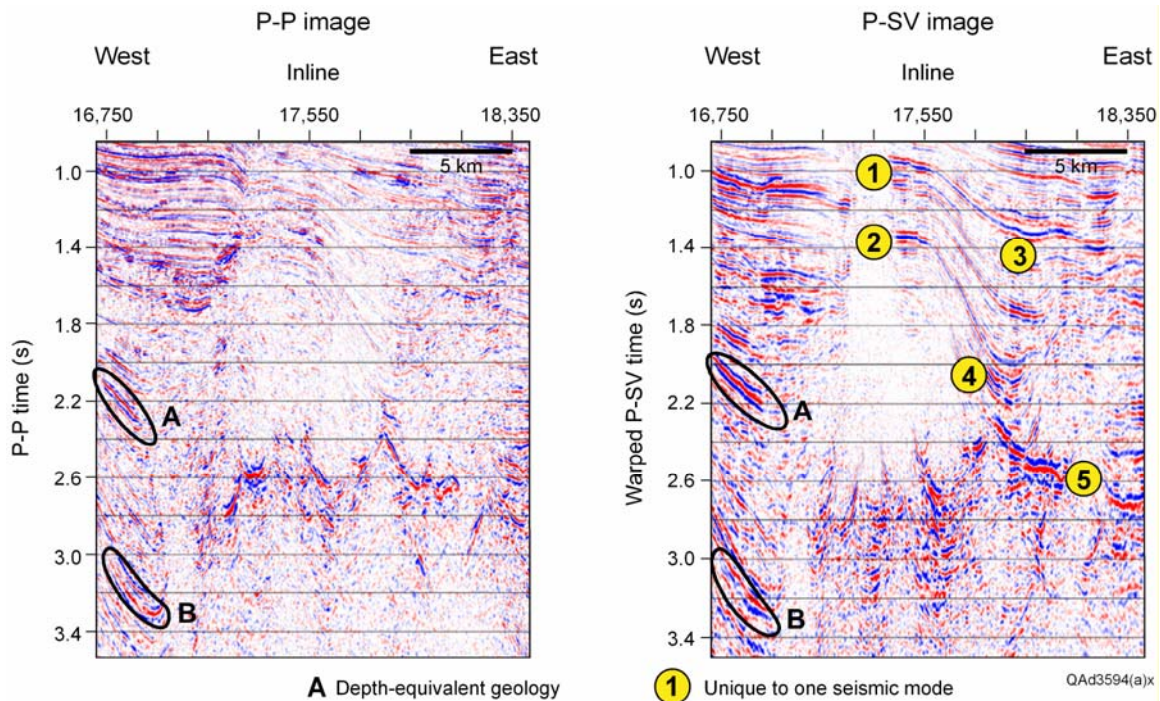 P-P image
West
East
Inline
16,750
17,550
18,350
5 km
P-P time (s)
1.0
1.4
1.8
2.2
2.6
3.0
3.4
A
B
P-SV image
West
East
Inline
16,750
17,550
18,350
5 km
Warped P-SV time (s)
1.0
1.4
1.8
2.2
2.6
3.0
3.4
1
2
3
4
5
A
B
A Depth-equivalent geology
1 Unique to one seismic mode
QAd3594(a)x